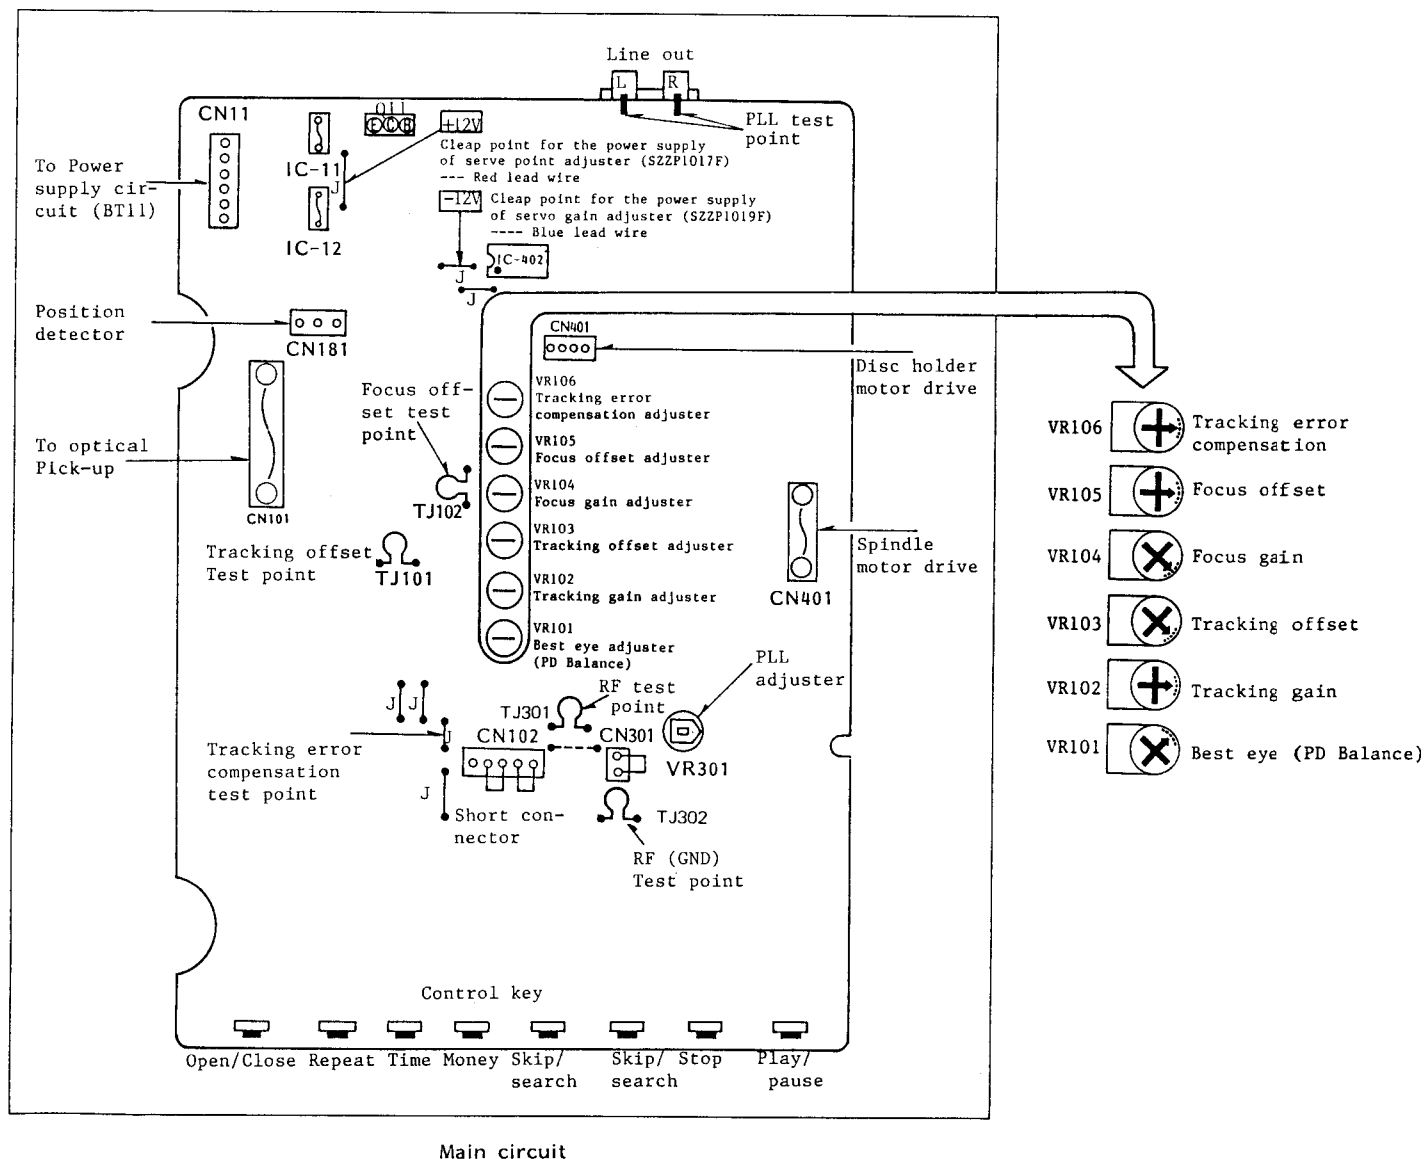 Line out
L
R
PLL test
point
CN11
Q11
E C B
+12V
Cleap point for the power supply
of serve point adjuster (SZZP1017F)
--- Red lead wire
IC-11
J
To Power
supply cir-
cuit (BT11)
-12V
Cleap point for the power supply
of servo gain adjuster (SZZP1019F)
---- Blue lead wire
IC-12
IC-402
J
J
Position
detector
CN181
CN401
Disc holder
motor drive
Focus off-
set test
point
VR106
Tracking error
compensation adjuster
VR105
Focus offset adjuster
VR104
Focus gain adjuster
VR103
Tracking offset adjuster
VR102
Tracking gain adjuster
VR101
Best eye adjuster
(PD Balance)
To optical
Pick-up
CN101
TJ102
Tracking offset
Test point
TJ101
Spindle
motor drive
CN401
VR106
Tracking error
compensation
VR105
Focus offset
VR104
Focus gain
VR103
Tracking offset
VR102
Tracking gain
VR101
Best eye (PD Balance)
PLL
adjuster
RF test
point
J J
TJ301
CN102
CN301
J
VR301
Tracking error
compensation
test point
J
Short con-
nector
TJ302
RF (GND)
Test point
Control key
Open/Close Repeat Time Money Skip/ Skip/ Stop Play/
search search pause
Main circuit